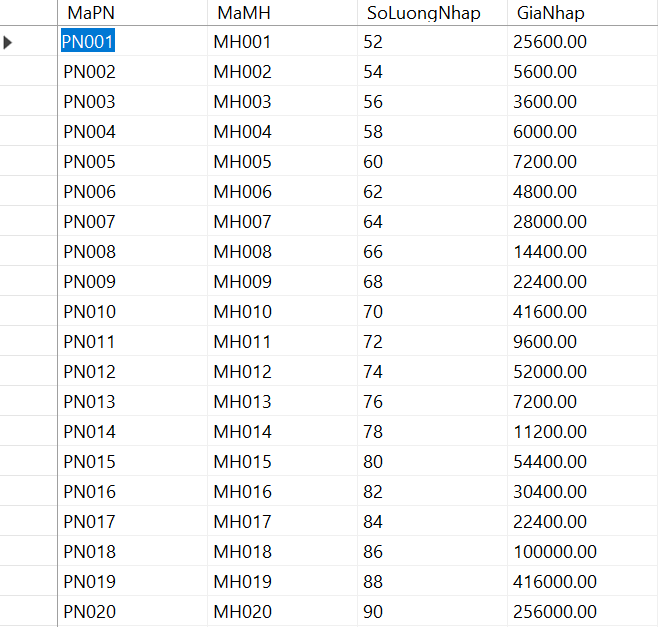 MaPN MaMH SoLuongNhap GiaNhap
PN001 MH001 52 25600.00
PN002 MH002 54 5600.00
PN003 MH003 56 3600.00
PN004 MH004 58 6000.00
PN005 MH005 60 7200.00
PN006 MH006 62 4800.00
PN007 MH007 64 28000.00
PN008 MH008 66 14400.00
PN009 MH009 68 22400.00
PN010 MH010 70 41600.00
PN011 MH011 72 9600.00
PN012 MH012 74 52000.00
PN013 MH013 76 7200.00
PN014 MH014 78 11200.00
PN015 MH015 80 54400.00
PN016 MH016 82 30400.00
PN017 MH017 84 22400.00
PN018 MH018 86 100000.00
PN019 MH019 88 416000.00
PN020 MH020 90 256000.00